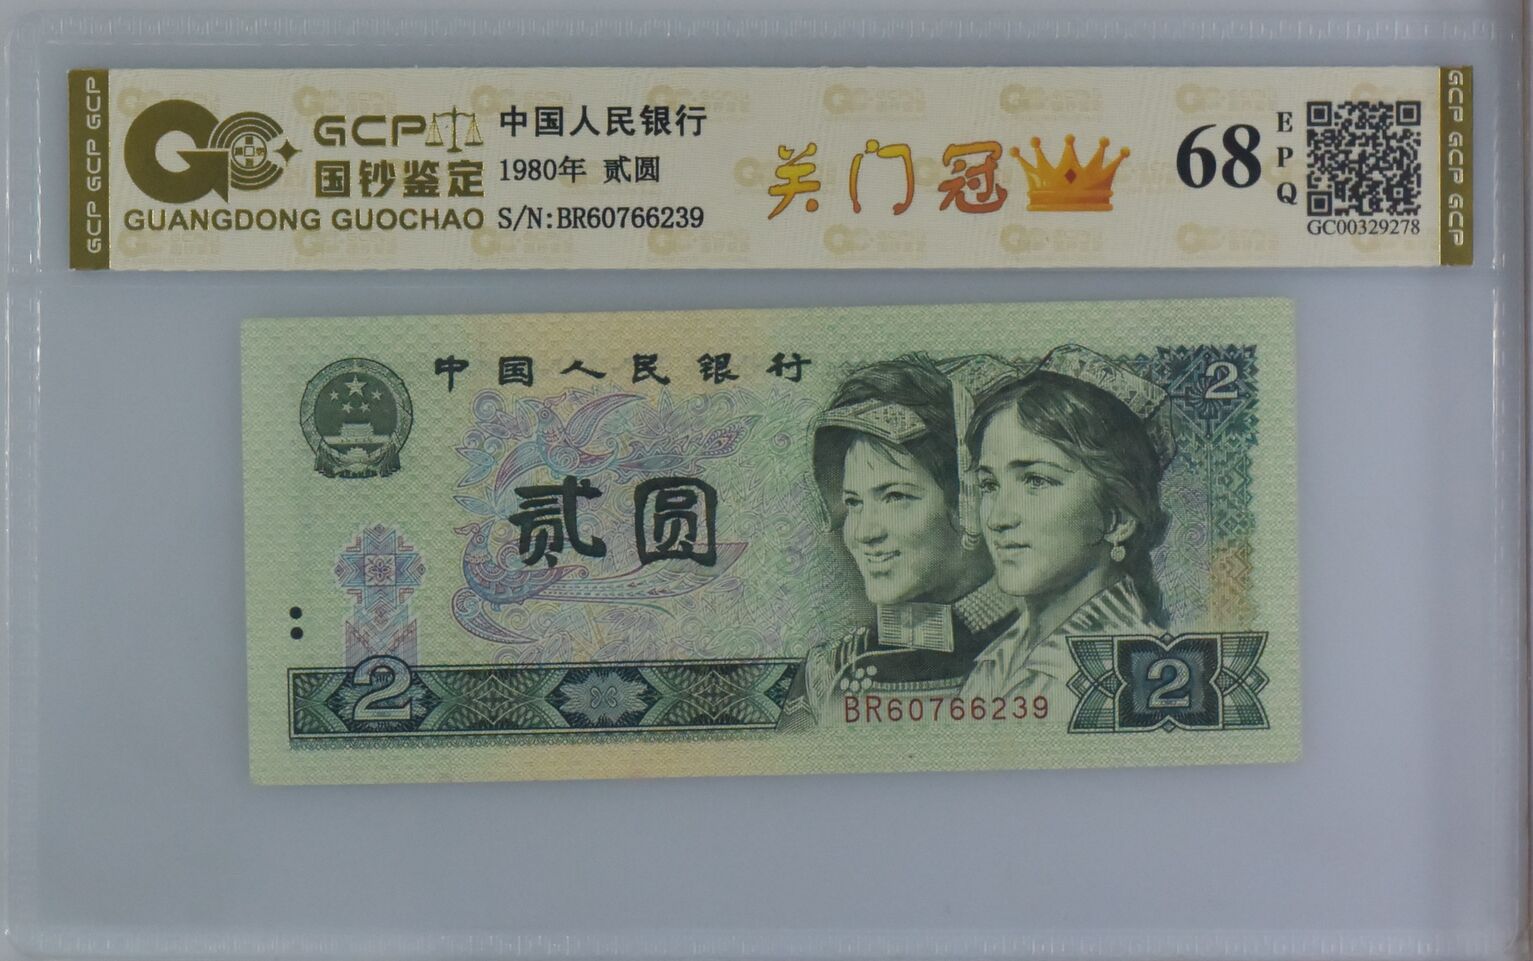 GCP GCP GCP
GCP
国钞鉴定
GUANGDONG GUOCHAO
中国人民银行
1980年 贰圆
S/N:BR60766239
关门冠
68
EPQ
GC00329278
GCP GCP GCP
中国人民银行
2
贰圆
2
BR60766239
2